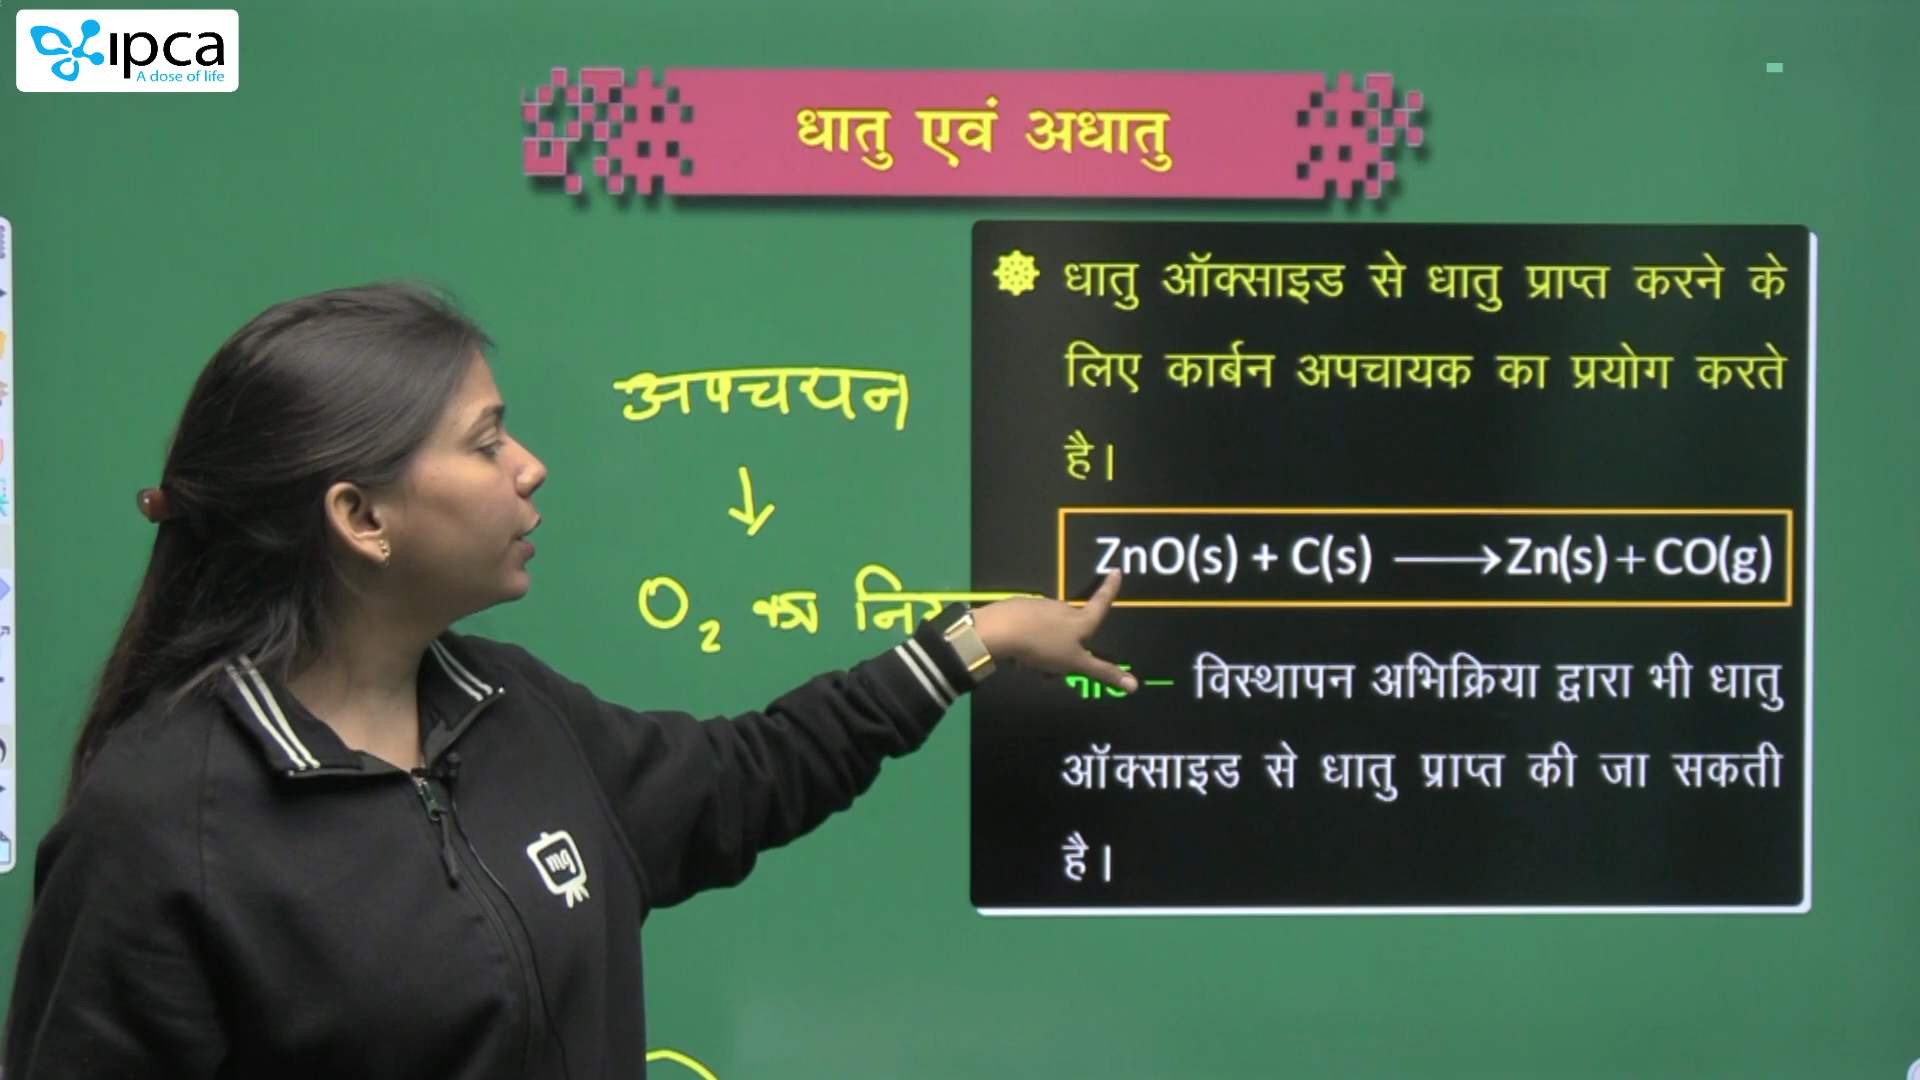 ipca
A dose of life
धातु एवं अधातु
धातु ऑक्साइड से धातु प्राप्त करने के
लिए कार्बन अपचायक का प्रयोग करते
है।
ZnO(s) + C(s) ⟶ Zn(s) + CO(g)
– विस्थापन अभिक्रिया द्वारा भी धातु
ऑक्साइड से धातु प्राप्त की जा सकती
है।
अपचयन
↓
O₂ का
mg